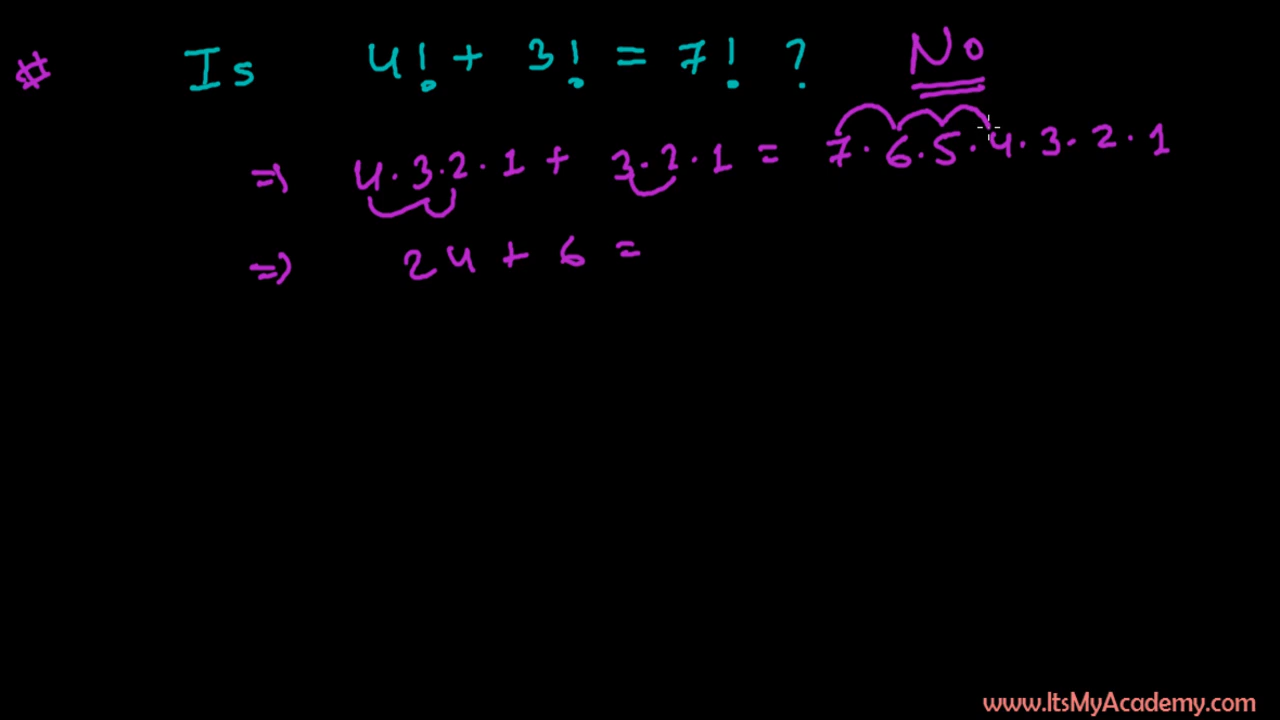 # Is 4! + 3! = 7! ? No
=> 4.3.2.1 + 3.2.1 = 7.6.5.4.3.2.1
=> 24 + 6 =
www.ItsMyAcademy.com